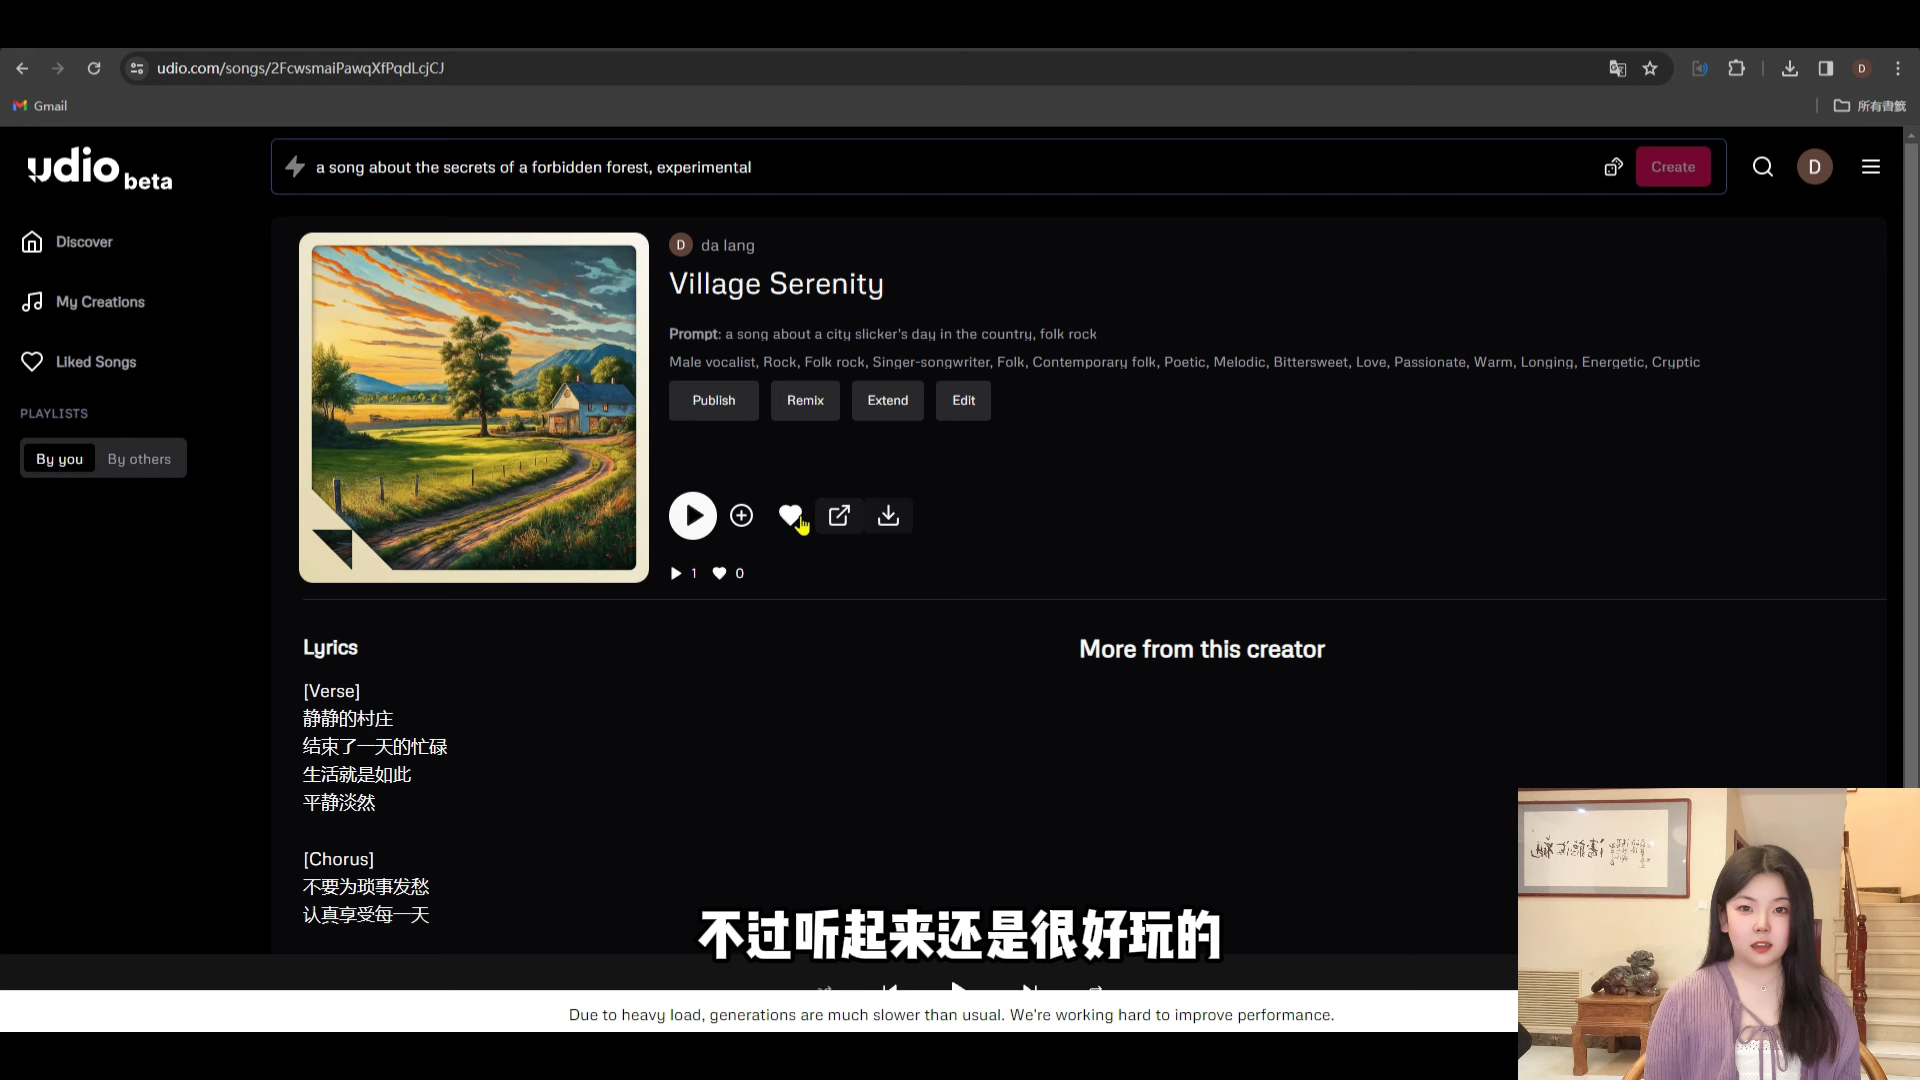 udio.com/songs/2FcwsmaiPawqXfPqdLcjCJ
D
Gmail
所有書籤
udio beta
a song about the secrets of a forbidden forest, experimental
Create
D
Discover
My Creations
Liked Songs
PLAYLISTS
By you
By others
D da lang
Village Serenity
Prompt: a song about a city slicker's day in the country, folk rock
Male vocalist, Rock, Folk rock, Singer-songwriter, Folk, Contemporary folk, Poetic, Melodic, Bittersweet, Love, Passionate, Warm, Longing, Energetic, Cryptic
Publish
Remix
Extend
Edit
1
0
Lyrics
More from this creator
[Verse]
静静的村庄
结束了一天的忙碌
生活就是如此
平静淡然
[Chorus]
不要为琐事发愁
认真享受每一天
不过听起来还是很好玩的
Due to heavy load, generations are much slower than usual. We're working hard to improve performance.